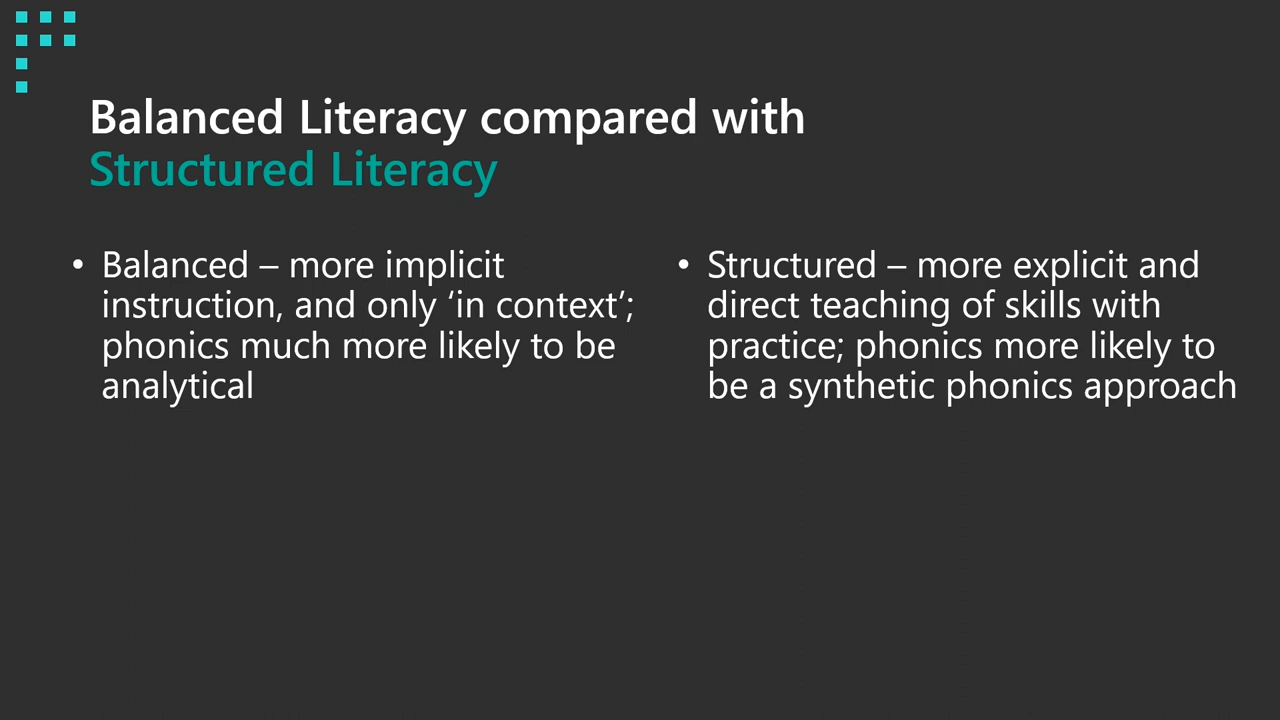 Balanced Literacy compared with
Structured Literacy
• Balanced – more implicit
instruction, and only ‘in context’;
phonics much more likely to be
analytical
• Structured – more explicit and
direct teaching of skills with
practice; phonics more likely to
be a synthetic phonics approach